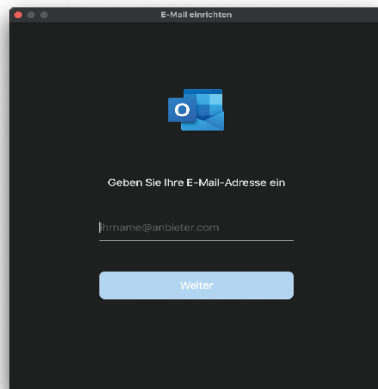 E-Mail einrichten
O
Geben Sie Ihre E-Mail-Adresse ein
Ihrname@anbieter.com
Weiter